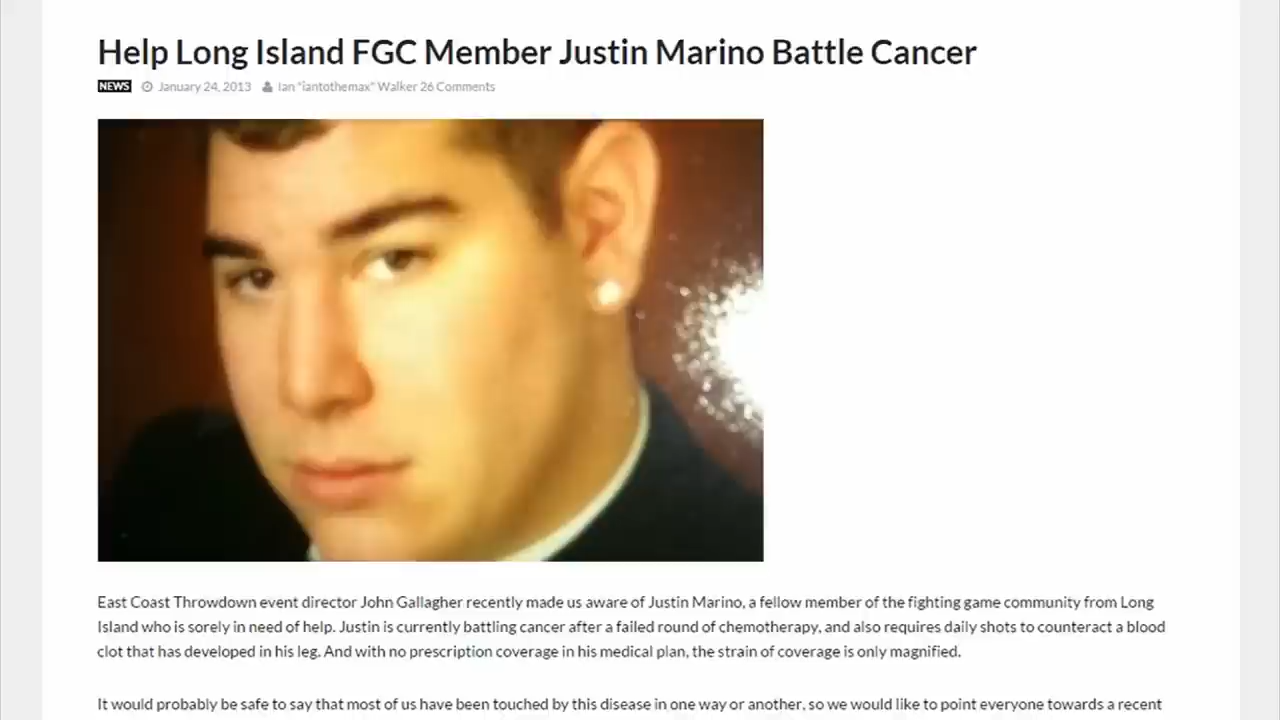 Help Long Island FGC Member Justin Marino Battle Cancer
NEWS January 24, 2013 Ian "iantothemax" Walker 26 Comments
East Coast Throwdown event director John Gallagher recently made us aware of Justin Marino, a fellow member of the fighting game community from Long
Island who is sorely in need of help. Justin is currently battling cancer after a failed round of chemotherapy, and also requires daily shots to counteract a blood
clot that has developed in his leg. And with no prescription coverage in his medical plan, the strain of coverage is only magnified.
It would probably be safe to say that most of us have been touched by this disease in one way or another, so we would like to point everyone towards a recent